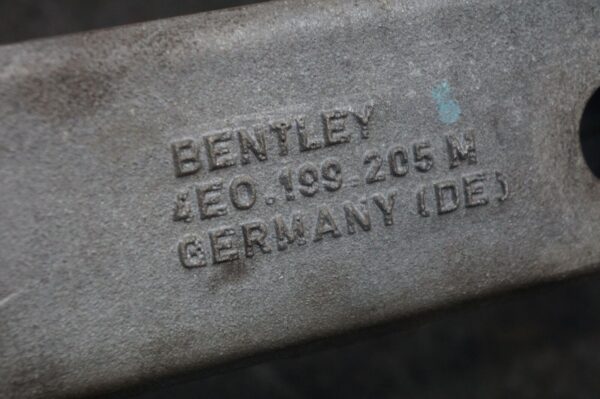 BENTLEY
4E0.199.205 M
GERMANY (DE)